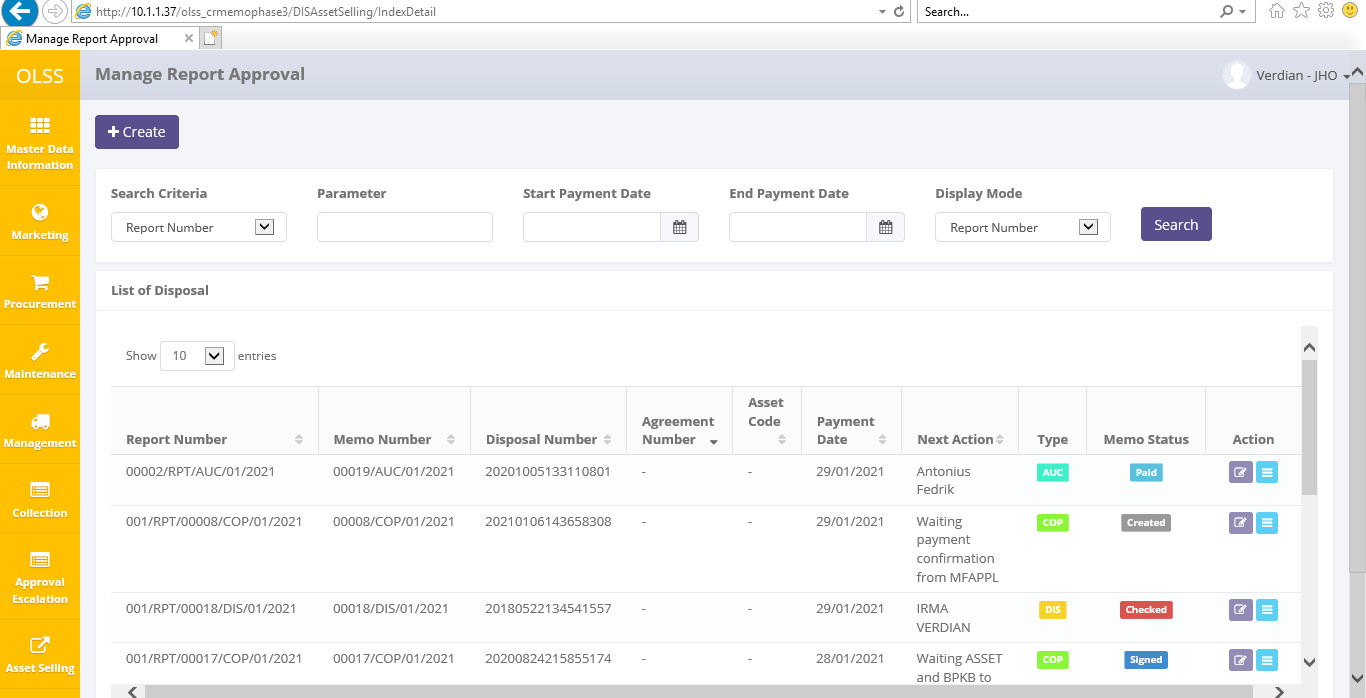 http://10.1.1.37/olss_crmemophase3/DISAssetSelling/IndexDetail
Search...
Manage Report Approval
OLSS
Manage Report Approval
Verdian - JHO
Master Data
Information
Marketing
Procurement
Maintenance
Management
Collection
Approval
Escalation
Asset Selling
+ Create
Search Criteria Parameter Start Payment Date End Payment Date Display Mode
Report Number Report Number Search
List of Disposal
Show 10 entries
Report Number Memo Number Disposal Number Agreement Number Asset Code Payment Date Next Action Type Memo Status Action
00002/RPT/AUC/01/2021 00019/AUC/01/2021 20201005133110801 - - 29/01/2021 Antonius AUC Paid
Fedrik
001/RPT/00008/COP/01/2021 00008/COP/01/2021 20210106143658308 - - 29/01/2021 Waiting COP Created
payment
confirmation
from MFAPPL
001/RPT/00018/DIS/01/2021 00018/DIS/01/2021 20180522134541557 - - 29/01/2021 IRMA DIS Checked
VERDIAN
001/RPT/00017/COP/01/2021 00017/COP/01/2021 20200824215855174 - - 28/01/2021 Waiting ASSET COP Signed
and BPKB to